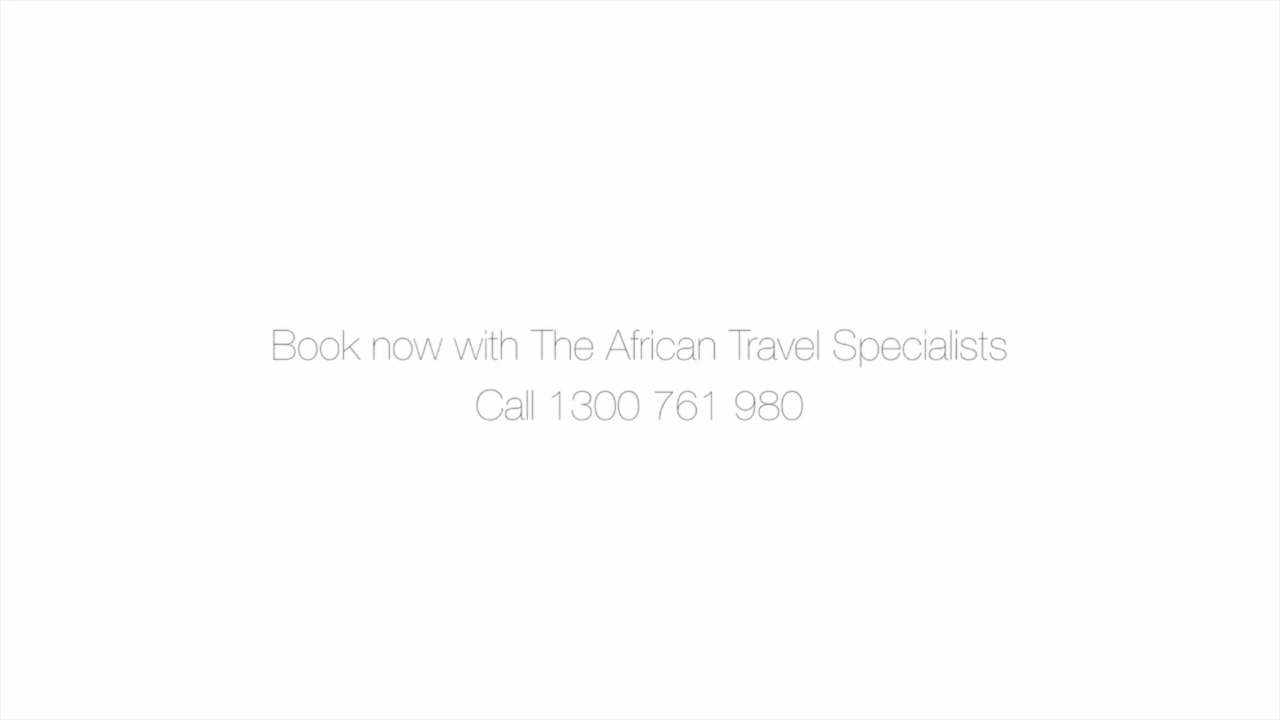 Book now with The African Travel Specialists
Call 1300 761 980